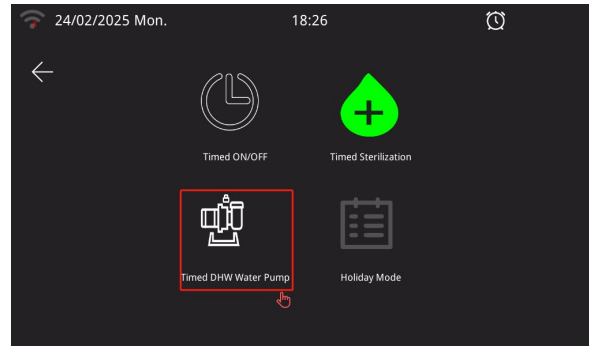 24/02/2025 Mon. 18:26
Timed ON/OFF Timed Sterilization
Timed DHW Water Pump Holiday Mode